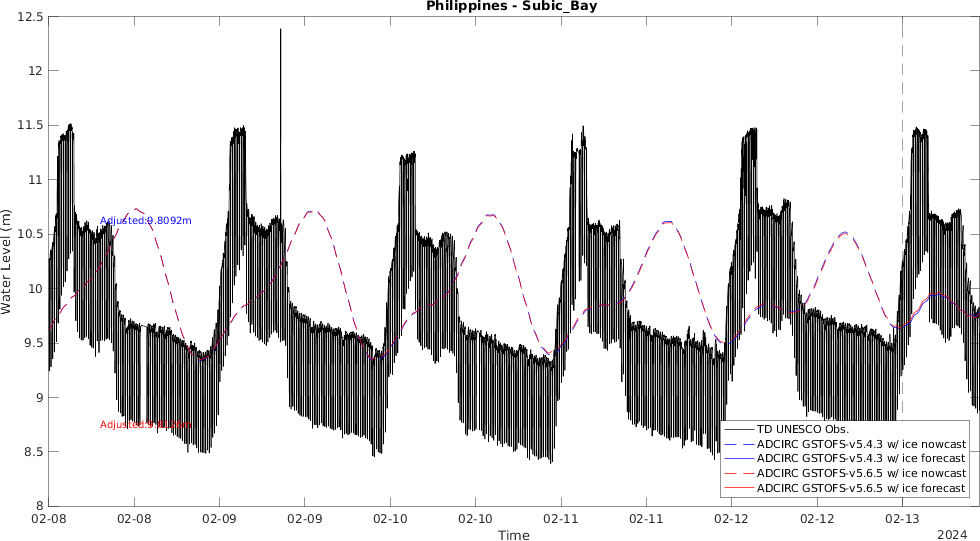 Philippines - Subic_Bay
12.5
12
11.5
11
10.5
10
9.5
9
8.5
8
Water Level (m)
Adjusted:9.8092m
Adjusted:
TD UNESCO Obs.
ADCIRC GSTOFS-v5.4.3 w/ ice nowcast
ADCIRC GSTOFS-v5.4.3 w/ ice forecast
ADCIRC GSTOFS-v5.6.5 w/ ice nowcast
ADCIRC GSTOFS-v5.6.5 w/ ice forecast
02-08 02-08 02-09 02-09 02-10 02-10 02-11 02-11 02-12 02-12 02-13
Time
2024